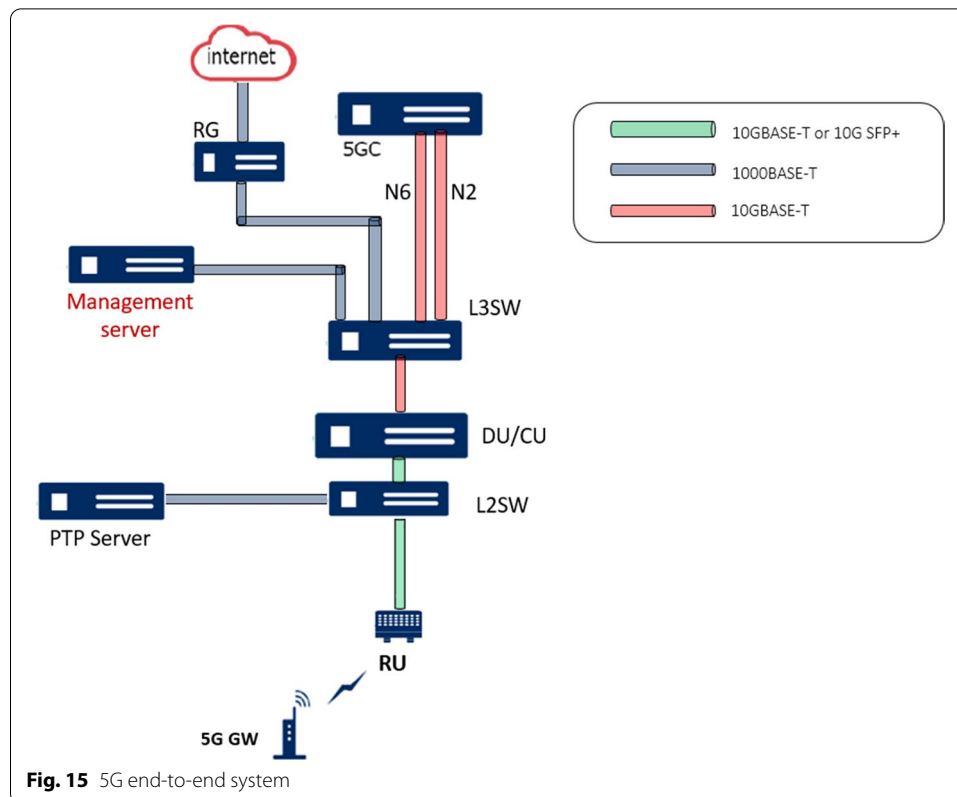 internet
RG
5GC
N6
N2
10GBASE-T or 10G SFP+
1000BASE-T
10GBASE-T
Management
server
L3SW
DU/CU
L2SW
PTP Server
RU
5G GW
Fig. 15 5G end-to-end system